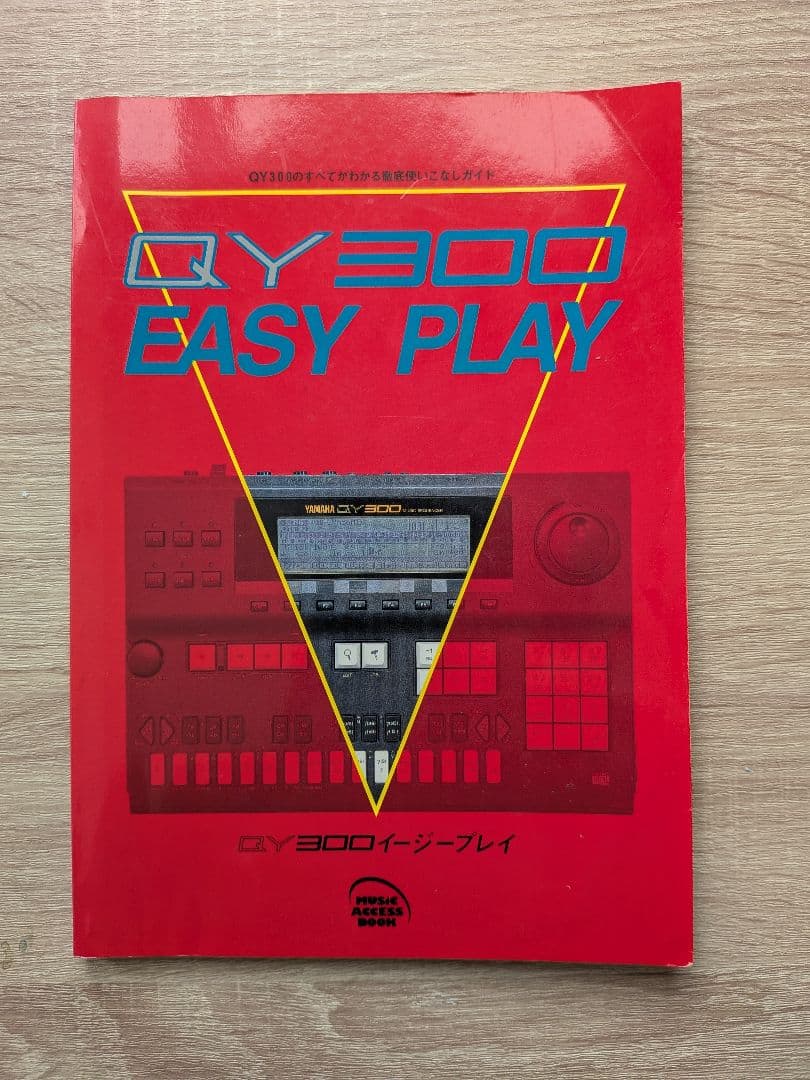 QY300のすべてがわかる徹底使いこなしガイド
QY300
EASY PLAY
YAMAHA QY300 MUSIC SEQUENCER
QY300イージープレイ
MUSIC
ACCESS
BOOK